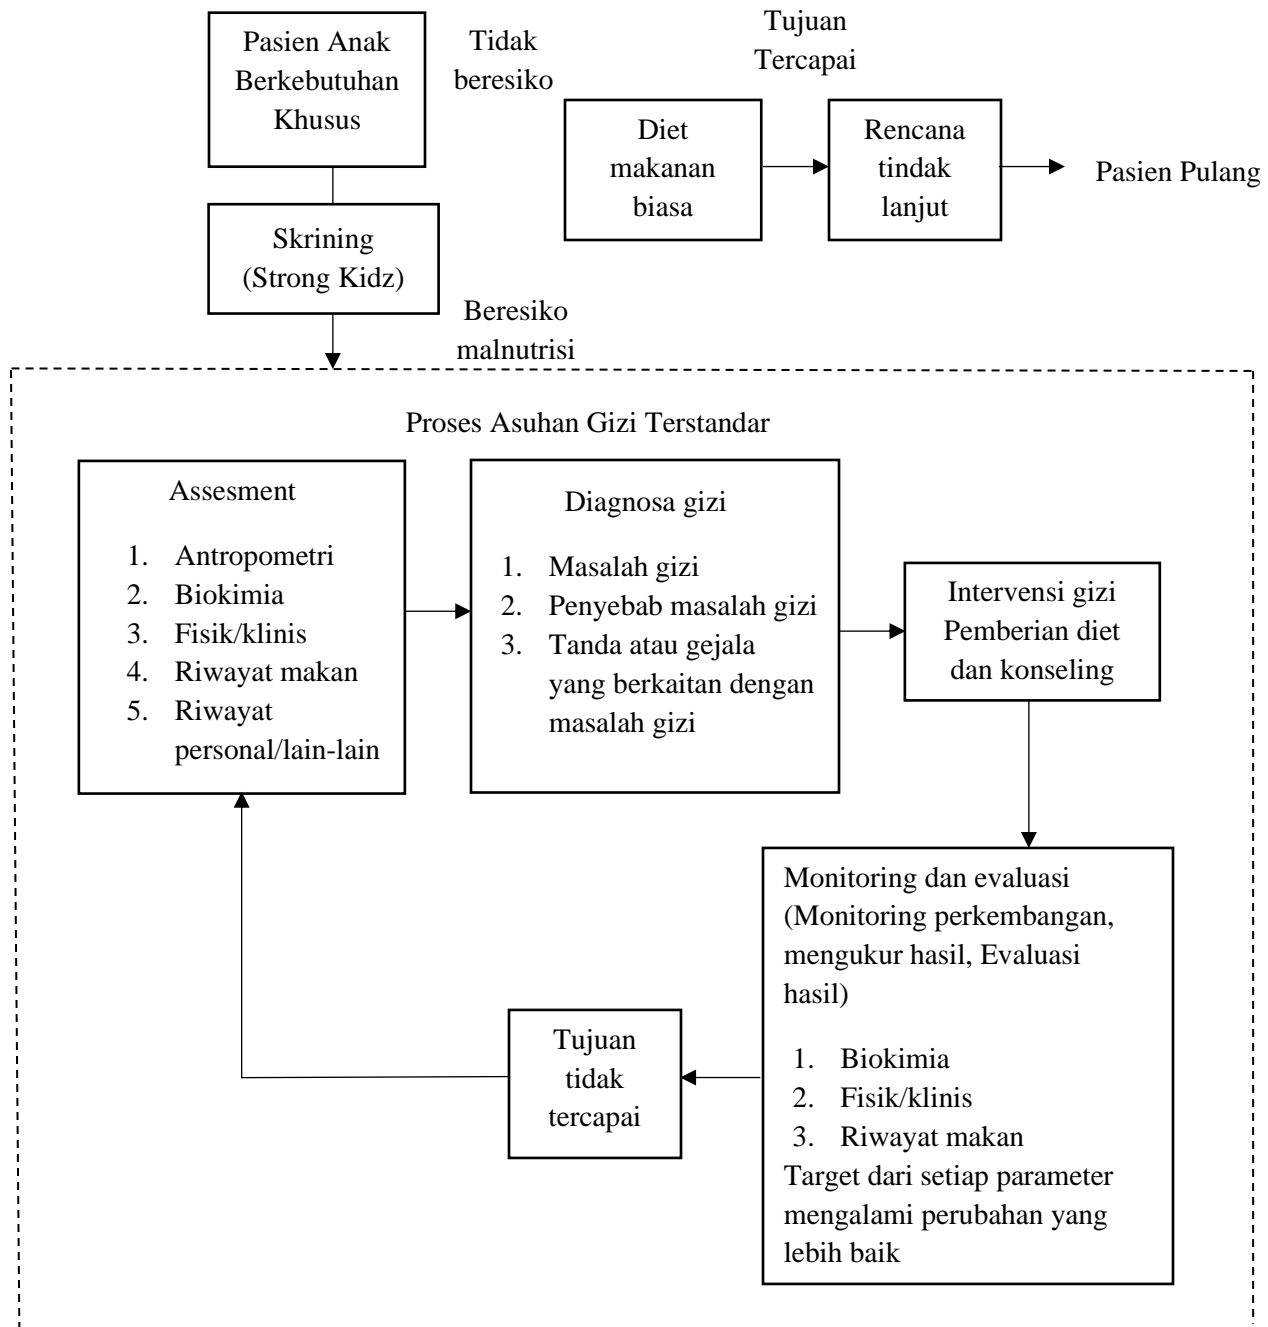 Pasien Anak
Berkebutuhan
Khusus
Tidak
beresiko
Tujuan
Tercapai
Diet
makanan
biasa
Rencana
tindak
lanjut
Pasien Pulang
Skrining
(Strong Kidz)
Beresiko
malnutrisi
Proses Asuhan Gizi Terstandar
Assesment
1. Antropometri
2. Biokimia
3. Fisik/klinis
4. Riwayat makan
5. Riwayat
personal/lain-lain
Diagnosa gizi
1. Masalah gizi
2. Penyebab masalah gizi
3. Tanda atau gejala
yang berkaitan dengan
masalah gizi
Intervensi gizi
Pemberian diet
dan konseling
Monitoring dan evaluasi
(Monitoring perkembangan,
mengukur hasil, Evaluasi
hasil)
1. Biokimia
2. Fisik/klinis
3. Riwayat makan
Target dari setiap parameter
mengalami perubahan yang
lebih baik
Tujuan
tidak
tercapai